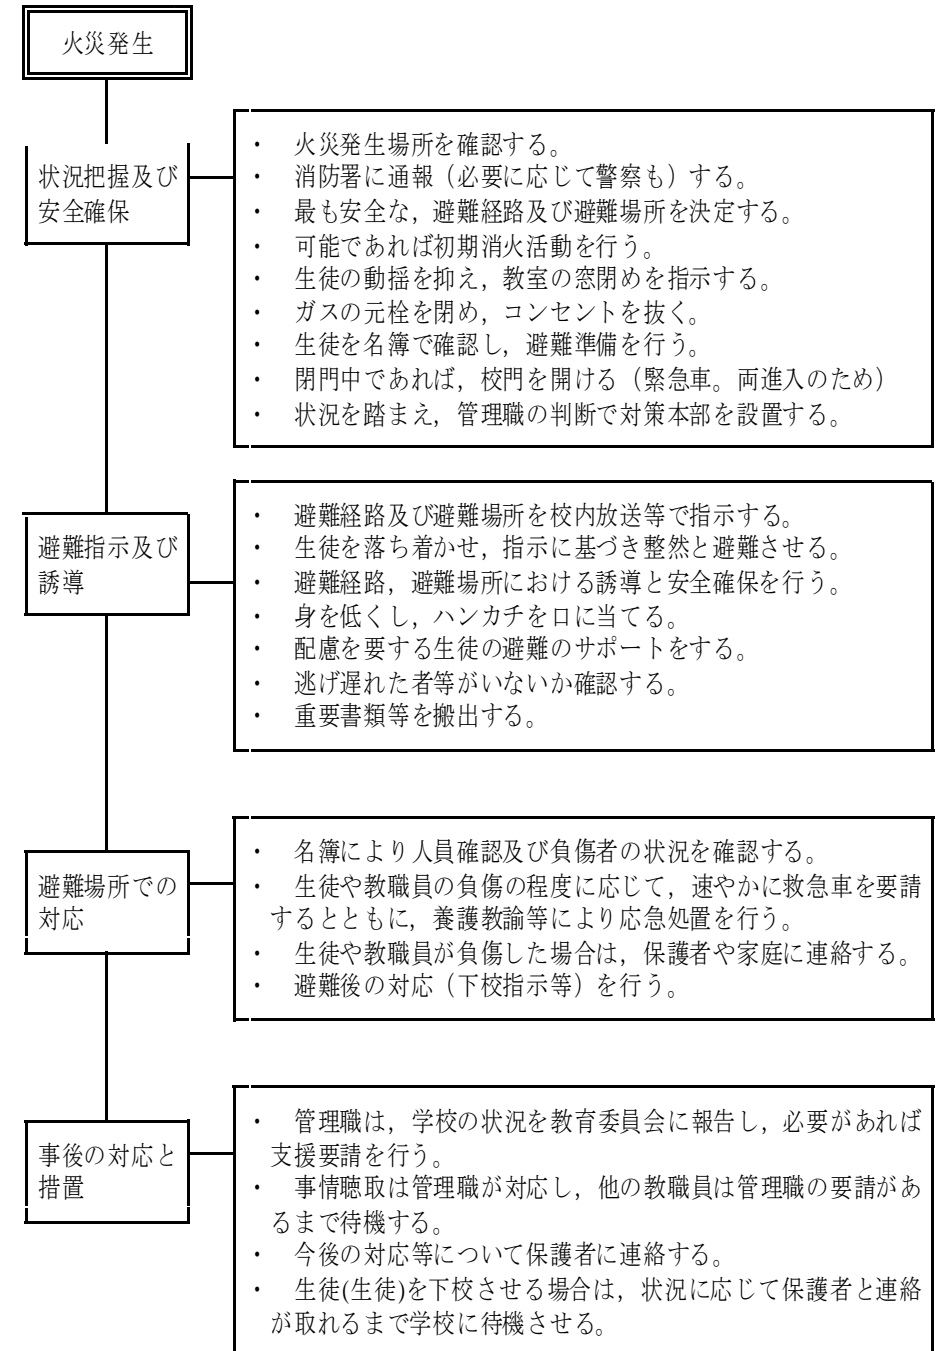 火災発生
状況把握及び
安全確保
・　火災発生場所を確認する。
・　消防署に通報（必要に応じて警察も）する。
・　最も安全な，避難経路及び避難場所を決定する。
・　可能であれば初期消火活動を行う。
・　生徒の動揺を抑え，教室の窓閉めを指示する。
・　ガスの元栓を閉め，コンセントを抜く。
・　生徒を名簿で確認し，避難準備を行う。
・　閉門中であれば，校門を開ける（緊急車。両進入のため）
・　状況を踏まえ，管理職の判断で対策本部を設置する。
避難指示及び
誘導
・　避難経路及び避難場所を校内放送等で指示する。
・　生徒を落ち着かせ，指示に基づき整然と避難させる。
・　避難経路，避難場所における誘導と安全確保を行う。
・　身を低くし，ハンカチを口に当てる。
・　配慮を要する生徒の避難のサポートをする。
・　逃げ遅れた者等がいないか確認する。
・　重要書類等を搬出する。
避難場所での
対応
・　名簿により人員確認及び負傷者の状況を確認する。
・　生徒や教職員の負傷の程度に応じて，速やかに救急車を要請
するとともに，養護教諭等により応急処置を行う。
・　生徒や教職員が負傷した場合は，保護者や家庭に連絡する。
・　避難後の対応（下校指示等）を行う。
事後の対応と
措置
・　管理職は，学校の状況を教育委員会に報告し，必要があれば
支援要請を行う。
・　事情聴取は管理職が対応し，他の教職員は管理職の要請があ
るまで待機する。
・　今後の対応等について保護者に連絡する。
・　生徒(生徒)を下校させる場合は，状況に応じて保護者と連絡
が取れるまで学校に待機させる。